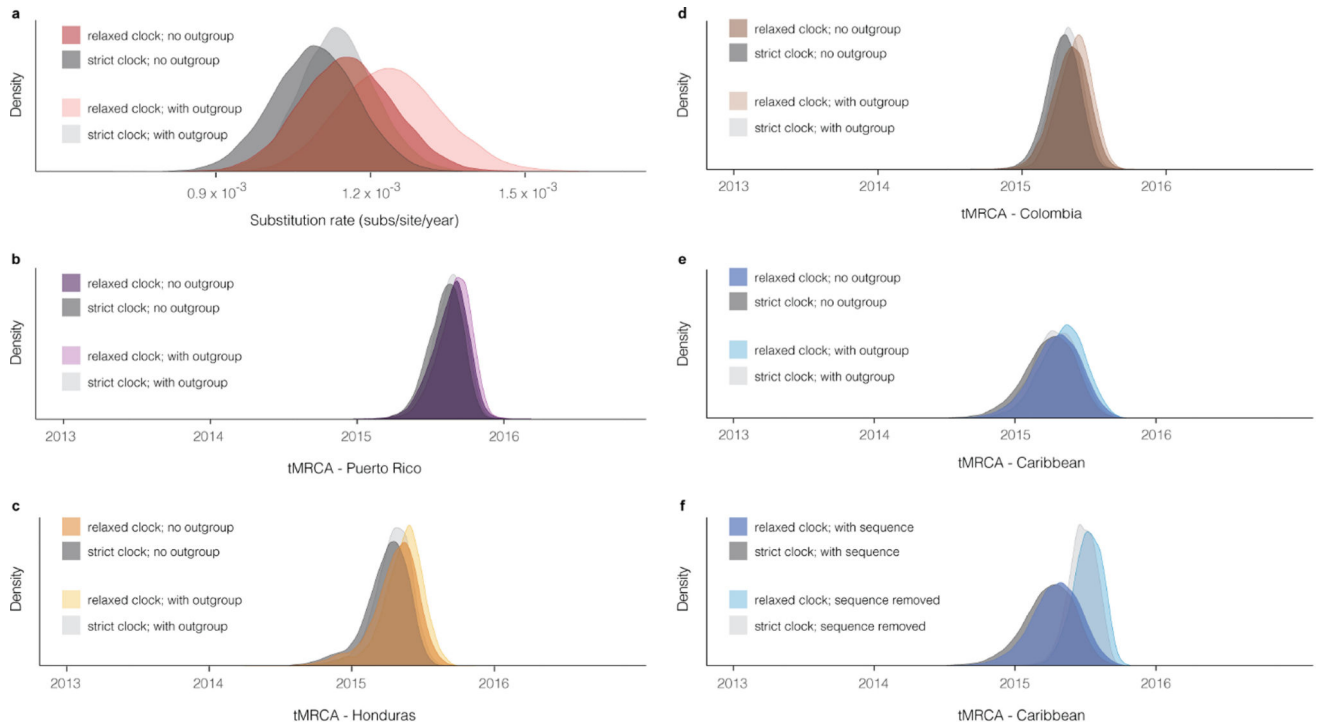 a
Density
relaxed clock; no outgroup
strict clock; no outgroup
relaxed clock; with outgroup
strict clock; with outgroup
0.9 x 10⁻³ 1.2 x 10⁻³ 1.5 x 10⁻³
Substitution rate (subs/site/year)
b
Density
relaxed clock; no outgroup
strict clock; no outgroup
relaxed clock; with outgroup
strict clock; with outgroup
2013 2014 2015 2016
tMRCA - Puerto Rico
c
Density
relaxed clock; no outgroup
strict clock; no outgroup
relaxed clock; with outgroup
strict clock; with outgroup
2013 2014 2015 2016
tMRCA - Honduras
d
Density
relaxed clock; no outgroup
strict clock; no outgroup
relaxed clock; with outgroup
strict clock; with outgroup
2013 2014 2015 2016
tMRCA - Colombia
e
Density
relaxed clock; no outgroup
strict clock; no outgroup
relaxed clock; with outgroup
strict clock; with outgroup
2013 2014 2015 2016
tMRCA - Caribbean
f
Density
relaxed clock; with sequence
strict clock; with sequence
relaxed clock; sequence removed
strict clock; sequence removed
2013 2014 2015 2016
tMRCA - Caribbean